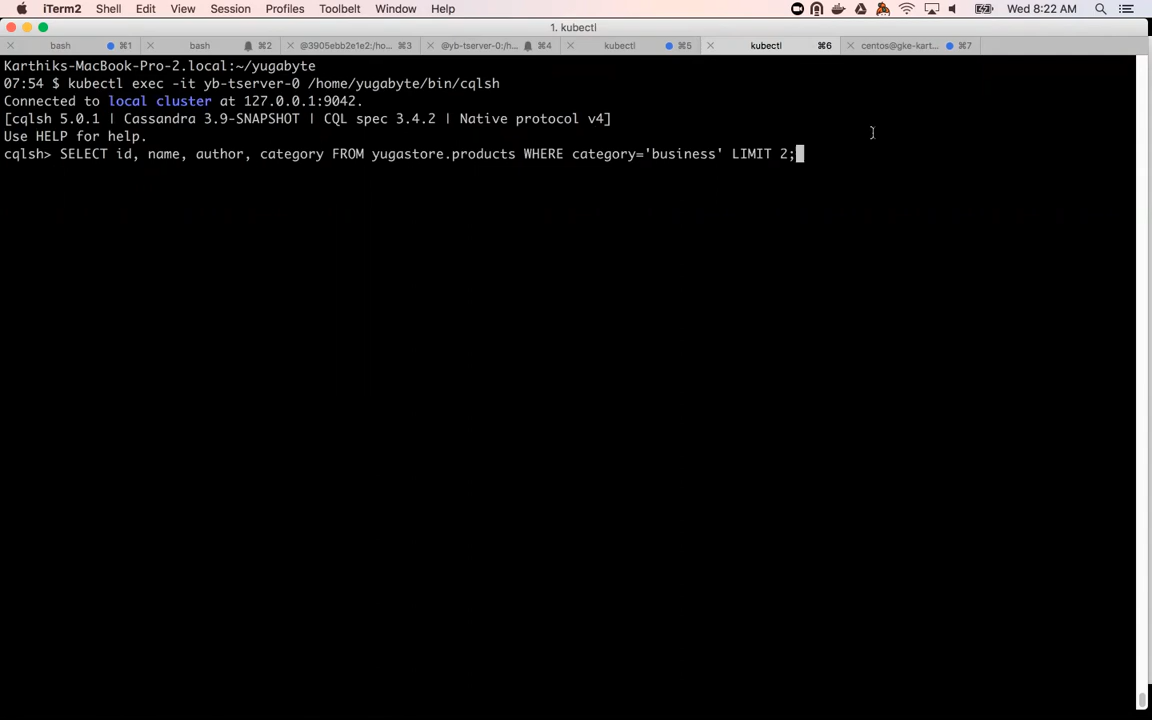 iTerm2 Shell Edit View Session Profiles Toolbelt Window Help Wed 8:22 AM
1. kubectl
bash ⌘1 bash ⌘2 @3905ebb2e1e2:/ho... ⌘3 @yb-tserver-0:/h... ⌘4 kubectl ⌘5 kubectl ⌘6 centos@gke-kart... ⌘7
Karthiks-MacBook-Pro-2.local:~/yugabyte
07:54 $ kubectl exec -it yb-tserver-0 /home/yugabyte/bin/cqlsh
Connected to local cluster at 127.0.0.1:9042.
[cqlsh 5.0.1 | Cassandra 3.9-SNAPSHOT | CQL spec 3.4.2 | Native protocol v4]
Use HELP for help.
cqlsh> SELECT id, name, author, category FROM yugastore.products WHERE category='business' LIMIT 2;